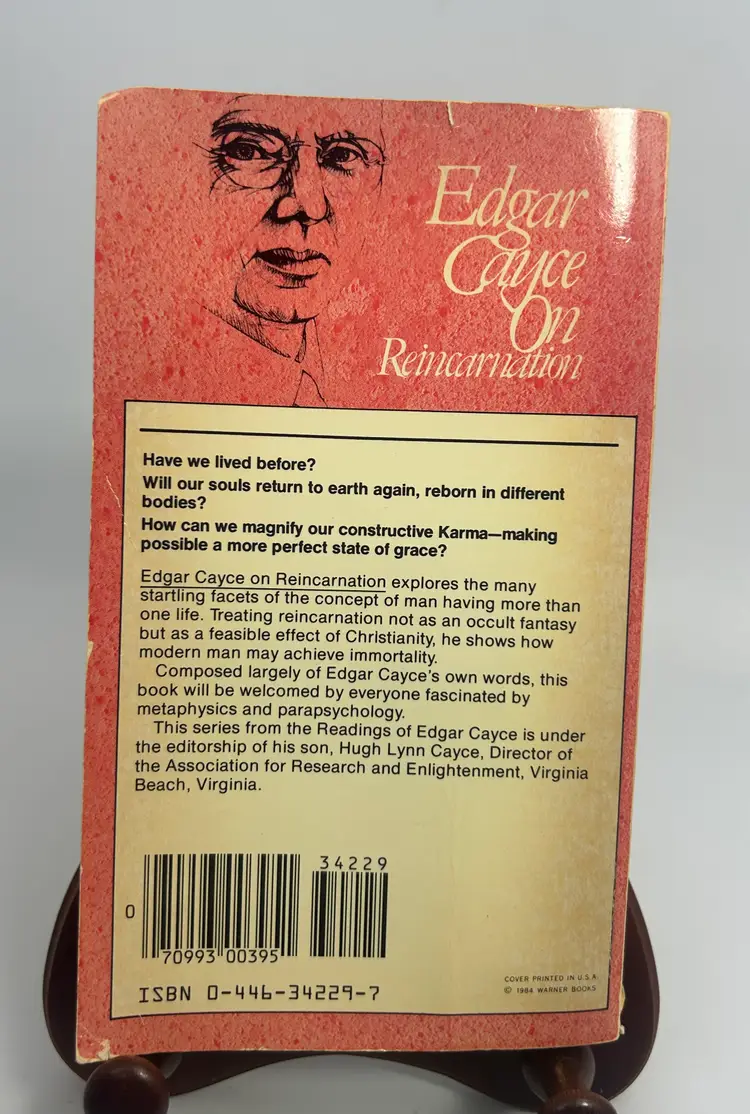 Edgar
Cayce
On
Reincarnation
Have we lived before?
Will our souls return to earth again, reborn in different
bodies?
How can we magnify our constructive Karma—making
possible a more perfect state of grace?
Edgar Cayce on Reincarnation explores the many
startling facets of the concept of man having more than
one life. Treating reincarnation not as an occult fantasy
but as a feasible effect of Christianity, he shows how
modern man may achieve immortality.
Composed largely of Edgar Cayce's own words, this
book will be welcomed by everyone fascinated by
metaphysics and parapsychology.
This series from the Readings of Edgar Cayce is under
the editorship of his son, Hugh Lynn Cayce, Director of
the Association for Research and Enlightenment, Virginia
Beach, Virginia.
34229
0 70993 00395
ISBN 0-446-34229-7
COVER PRINTED IN U.S.A.
© 1984 WARNER BOOKS